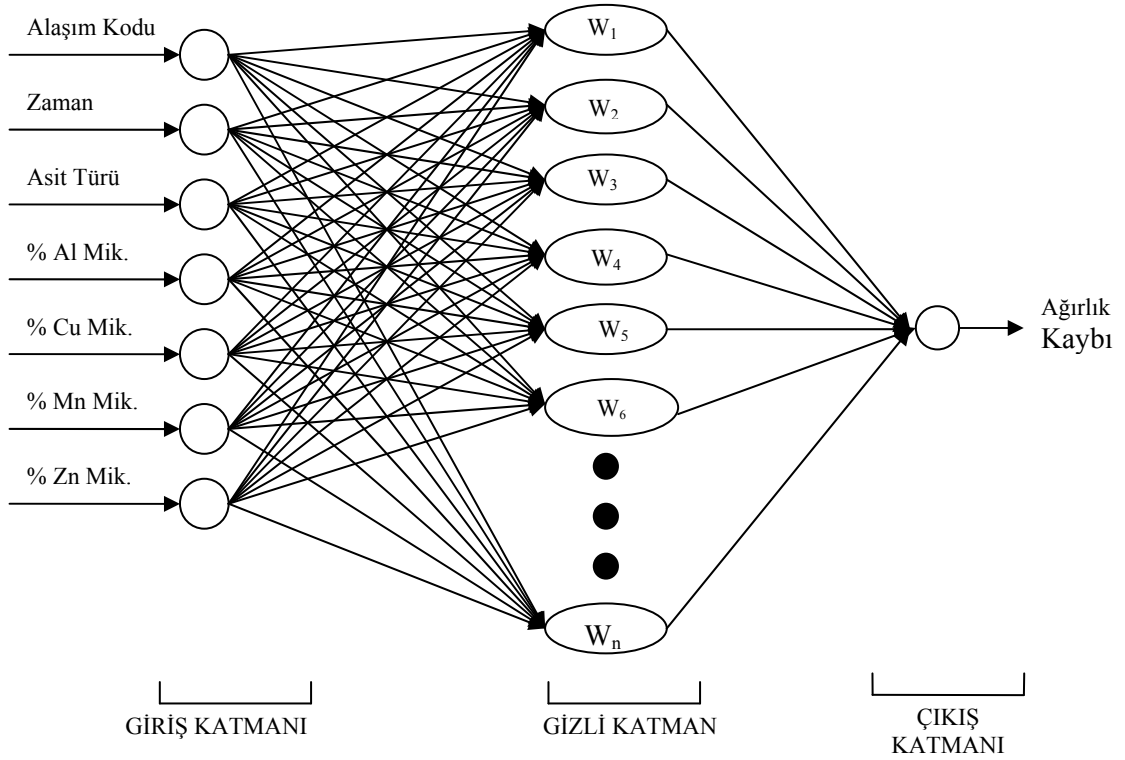 Alaşım Kodu
Zaman
Asit Türü
% Al Mik.
% Cu Mik.
% Mn Mik.
% Zn Mik.
W₁
W₂
W₃
W₄
W₅
W₆
Wₙ
Ağırlık
Kaybı
GİRİŞ KATMANI
GİZLİ KATMAN
ÇIKIŞ
KATMANI